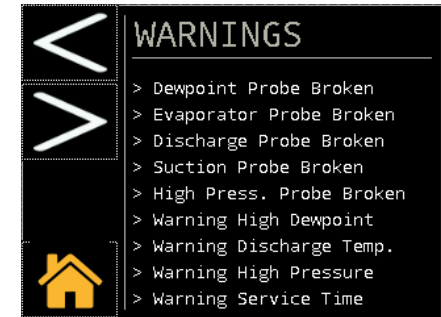 WARNINGS
> Dewpoint Probe Broken
> Evaporator Probe Broken
> Discharge Probe Broken
> Suction Probe Broken
> High Press. Probe Broken
> Warning High Dewpoint
> Warning Discharge Temp.
> Warning High Pressure
> Warning Service Time